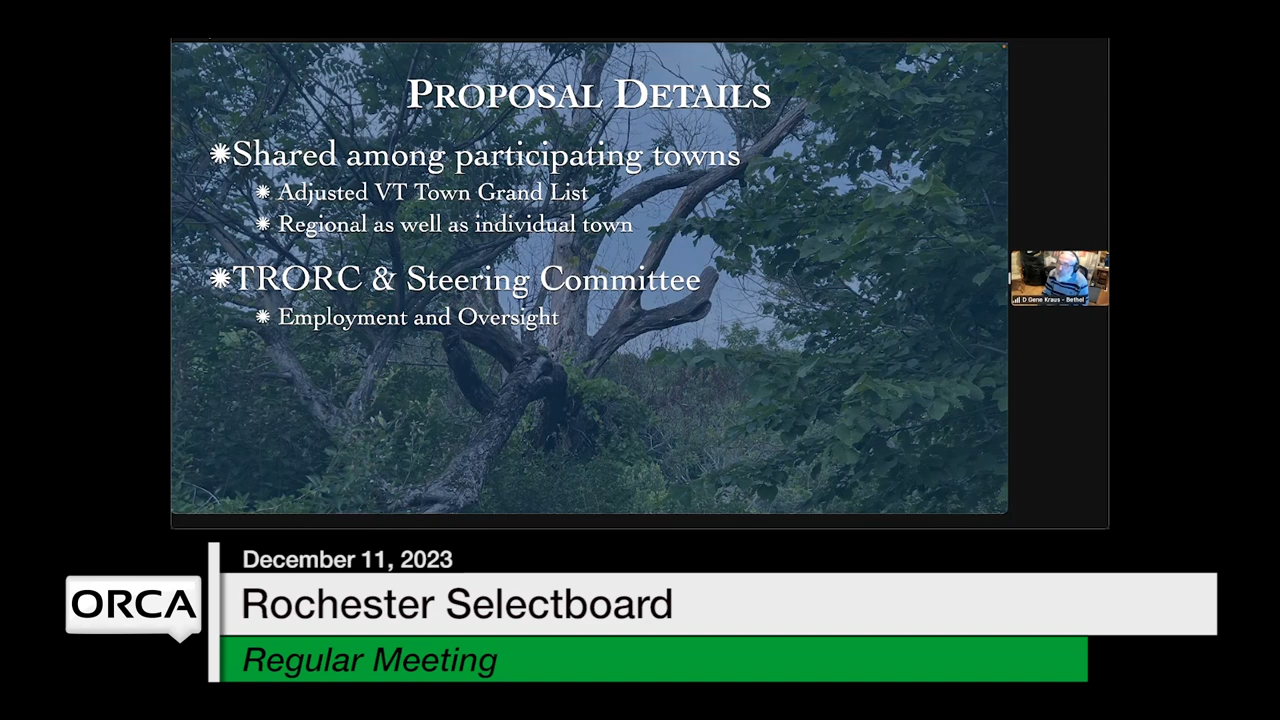 PROPOSAL DETAILS
Shared among participating towns
Adjusted VT Town Grand List
Regional as well as individual town
TRORC & Steering Committee
Employment and Oversight
D Gene Kraus - Bethel
December 11, 2023
ORCA
Rochester Selectboard
Regular Meeting